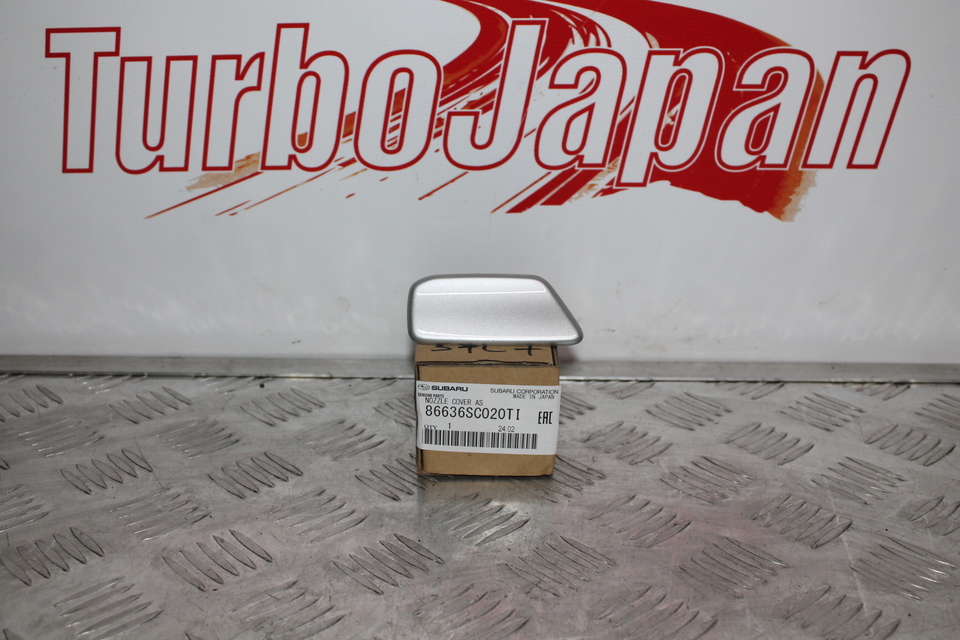 TurboJapan
SUBARU
SUBARU CORPORATION
GENUINE PARTS
MADE IN JAPAN
NOZZLE COVER AS
86636SC020TI
EAC
QTY 1
24.02